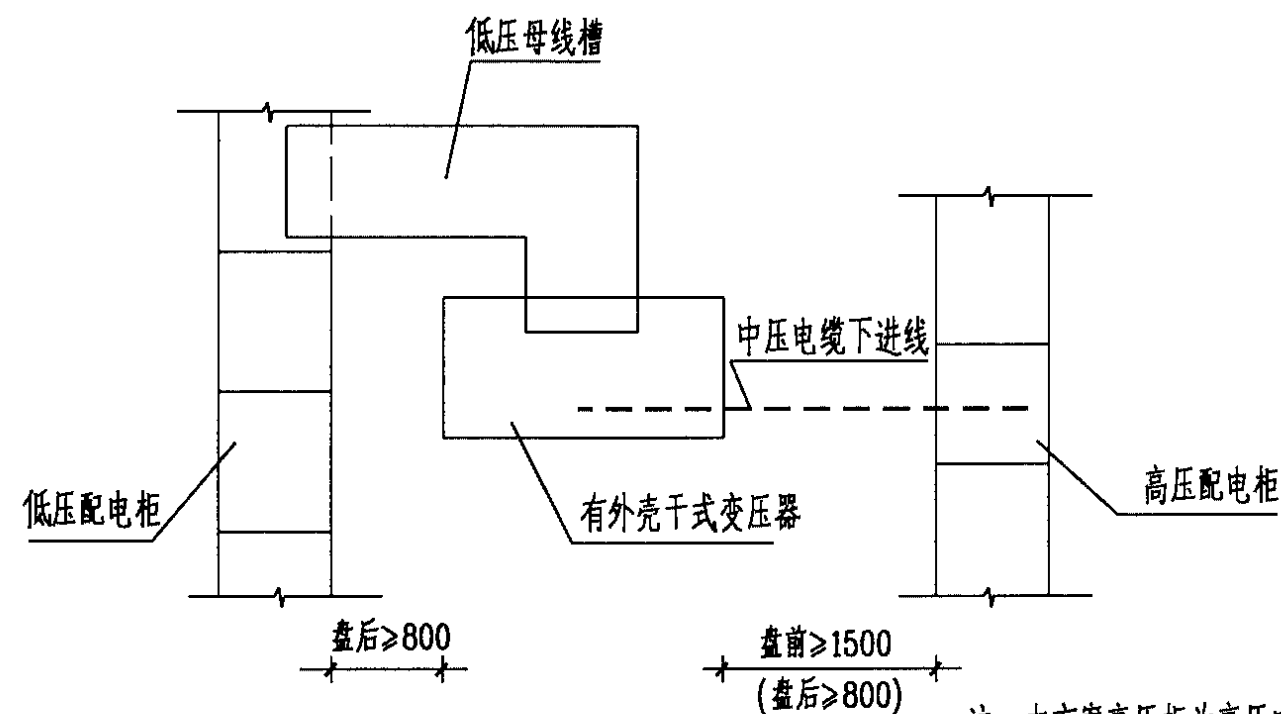 低压母线槽
中压电缆下进线
低压配电柜
有外壳干式变压器
高压配电柜
盘后≥800
盘前≥1500
(盘后≥800)